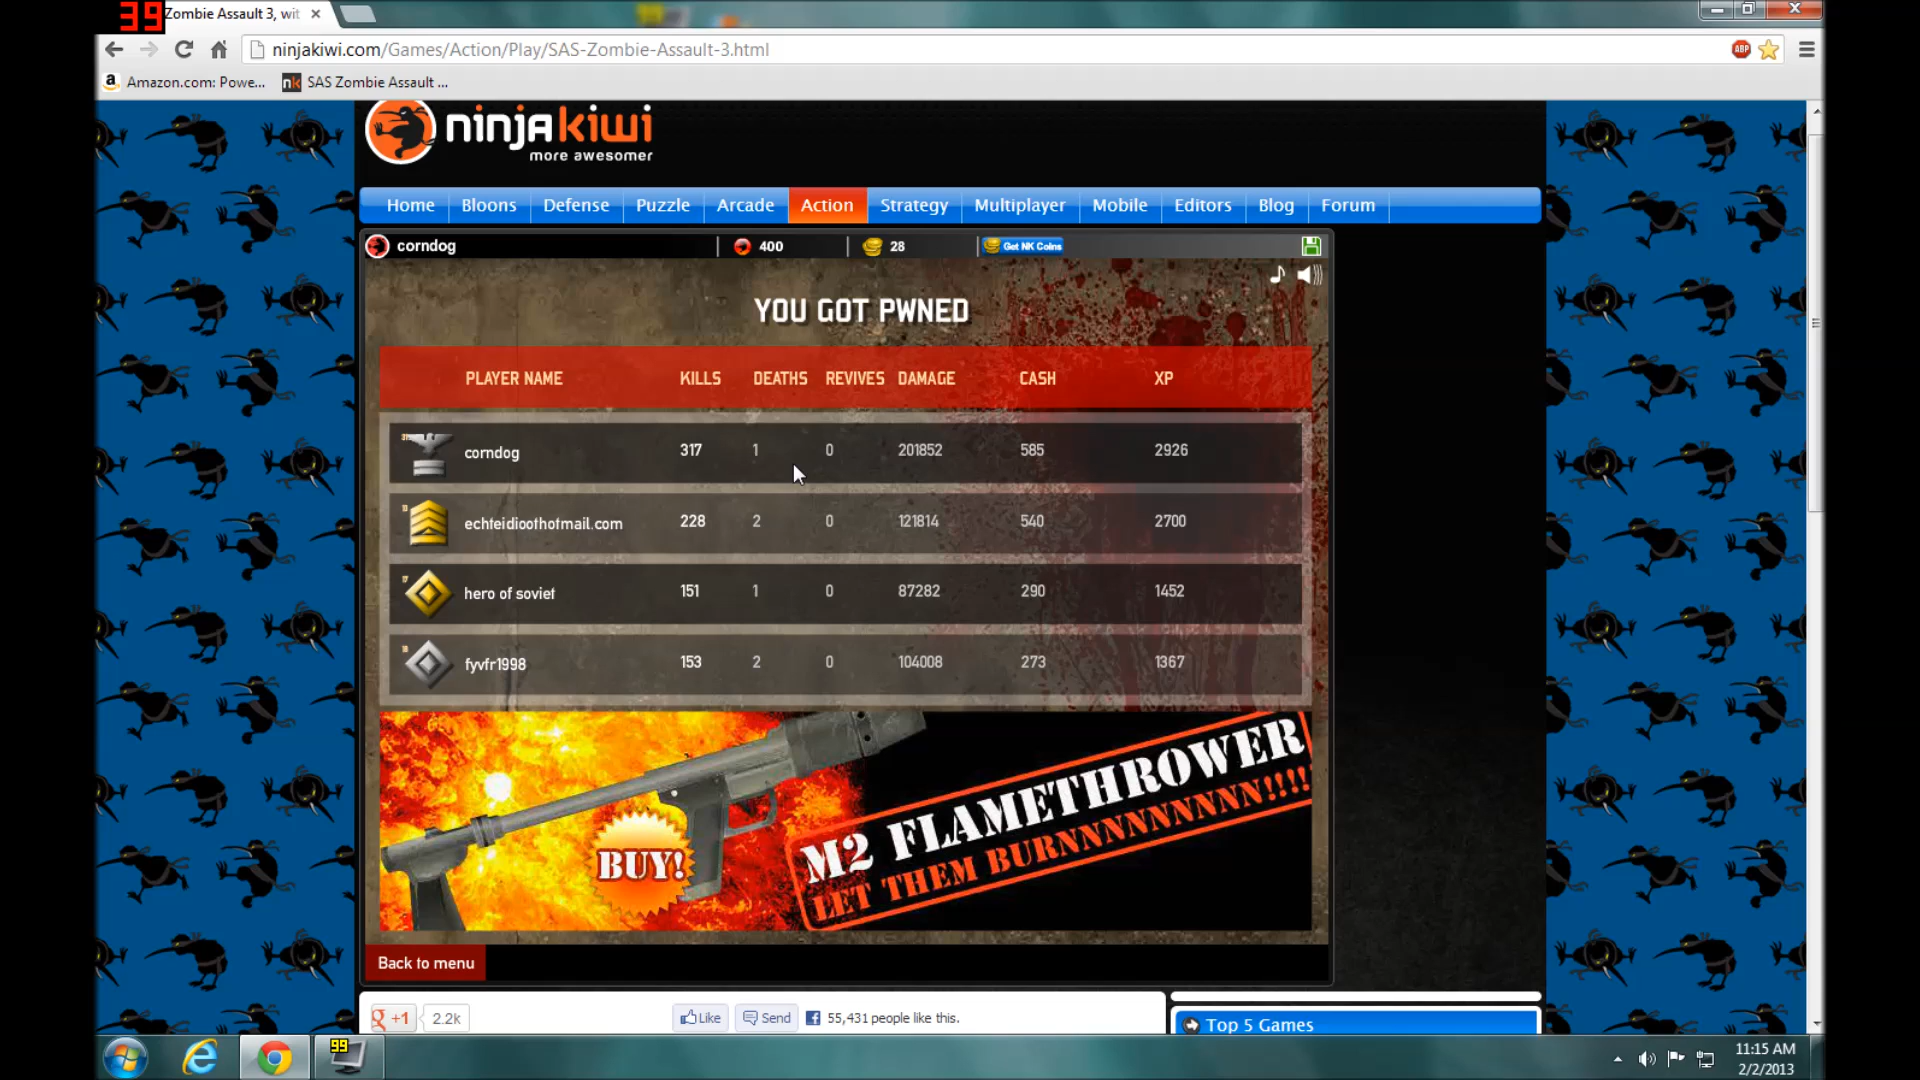 39
Zombie Assault 3, wit
ninjakiwi.com/Games/Action/Play/SAS-Zombie-Assault-3.html
ABP
Amazon.com: Powe... SAS Zombie Assault ...
ninjakiwi
more awesomer
Home Bloons Defense Puzzle Arcade Action Strategy Multiplayer Mobile Editors Blog Forum
corndog 400 28 Get NK Coins
YOU GOT PWNED
PLAYER NAME KILLS DEATHS REVIVES DAMAGE CASH XP
corndog 317 1 0 201852 585 2926
echteidioothotmail.com 228 2 0 121814 540 2700
hero of soviet 151 1 0 87282 290 1452
fyvfr1998 153 2 0 104008 273 1367
BUY!
M2 FLAMETHROWER
LET THEM BURNNNNNNNNN!!!!
Back to menu
+1 2.2k Like Send 55,431 people like this.
Top 5 Games
99
11:15 AM
2/2/2013